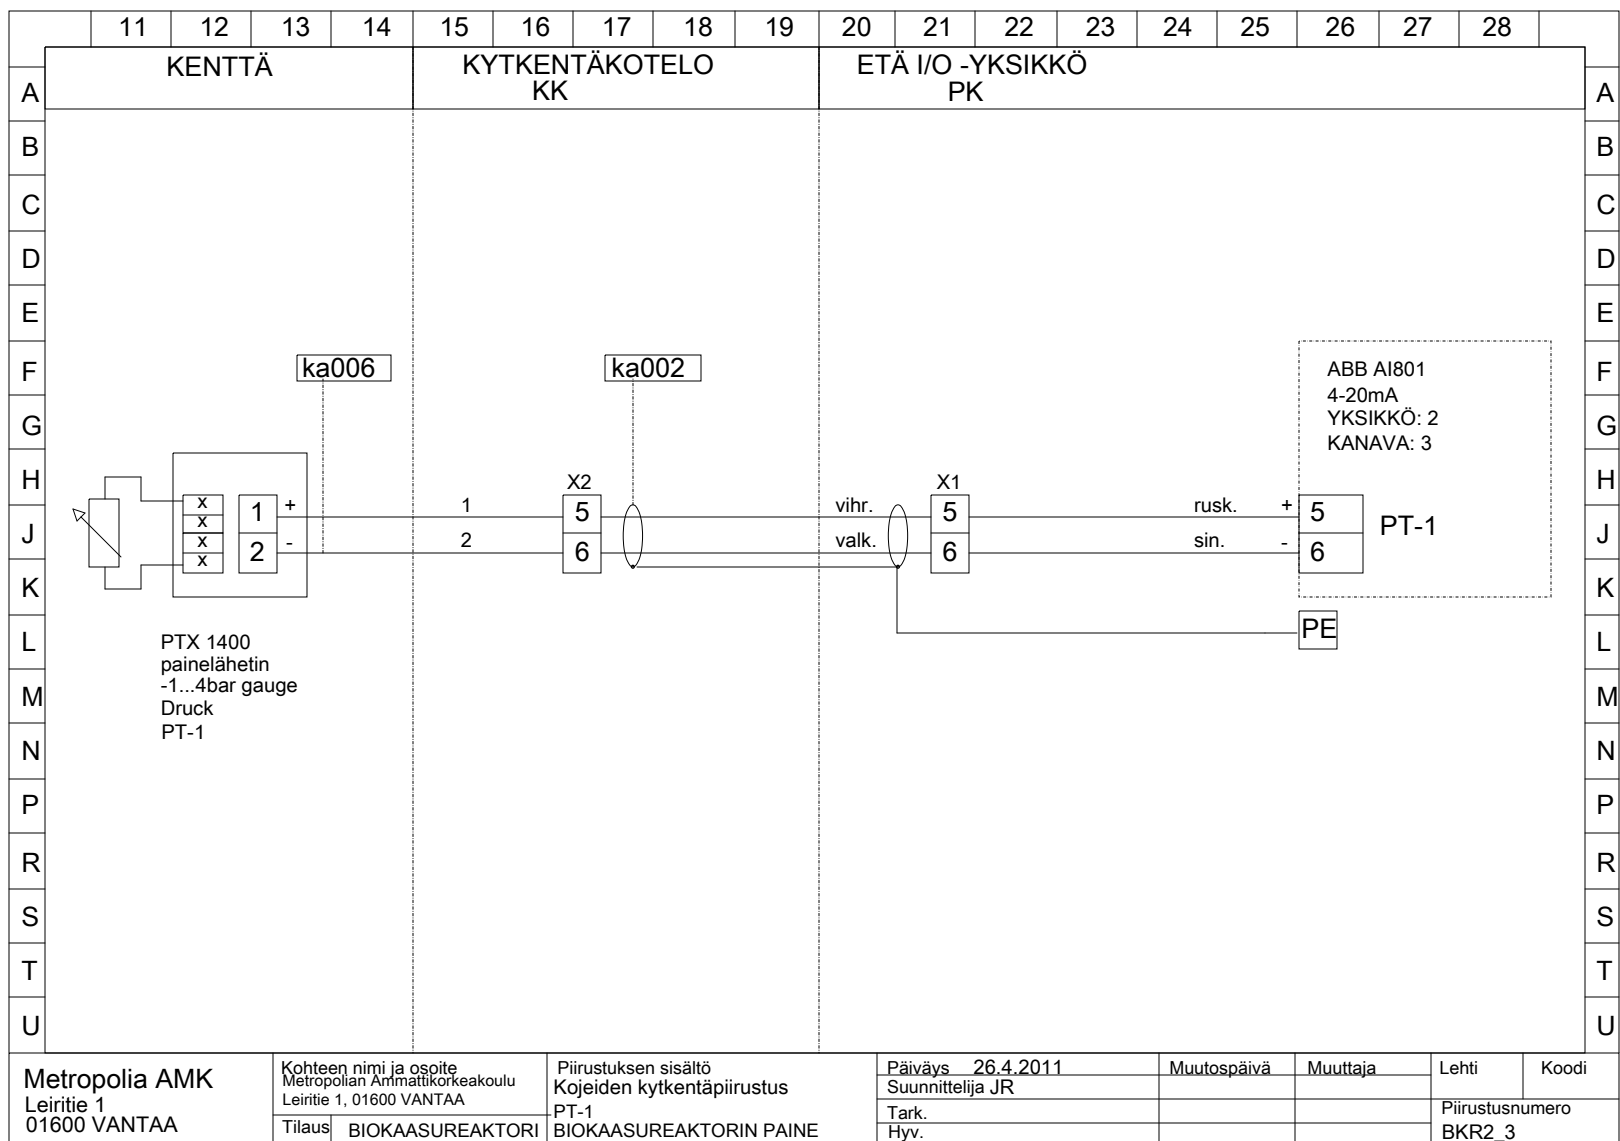 11 12 13 14 15 16 17 18 19 20 21 22 23 24 25 26 27 28
KENTTÄ
KYTKENTÄKOTELO
KK
ETÄ I/O -YKSIKKÖ
PK
A A
B B
C C
D D
E E
F F
G G
H H
J J
K K
L L
M M
N N
P P
R R
S S
T T
U U
ka006
ka002
ABB AI801
4-20mA
YKSIKKÖ: 2
KANAVA: 3
X2
X1
x
x
x
x
1 +
2 -
1
2
5
6
vihr.
valk.
5
6
rusk. +
sin. -
5
6
PT-1
PE
PTX 1400
painelähetin
-1...4bar gauge
Druck
PT-1
Metropolia AMK
Leiritie 1
01600 VANTAA
Kohteen nimi ja osoite
Metropolian Ammattikorkeakoulu
Leiritie 1, 01600 VANTAA
Tilaus BIOKAASUREAKTORI
Piirustuksen sisältö
Kojeiden kytkentäpiirustus
PT-1
BIOKAASUREAKTORIN PAINE
Päiväys 26.4.2011
Suunnittelija JR
Tark.
Hyv.
Muutospäivä
Muuttaja
Lehti
Koodi
Piirustusnumero
BKR2_3